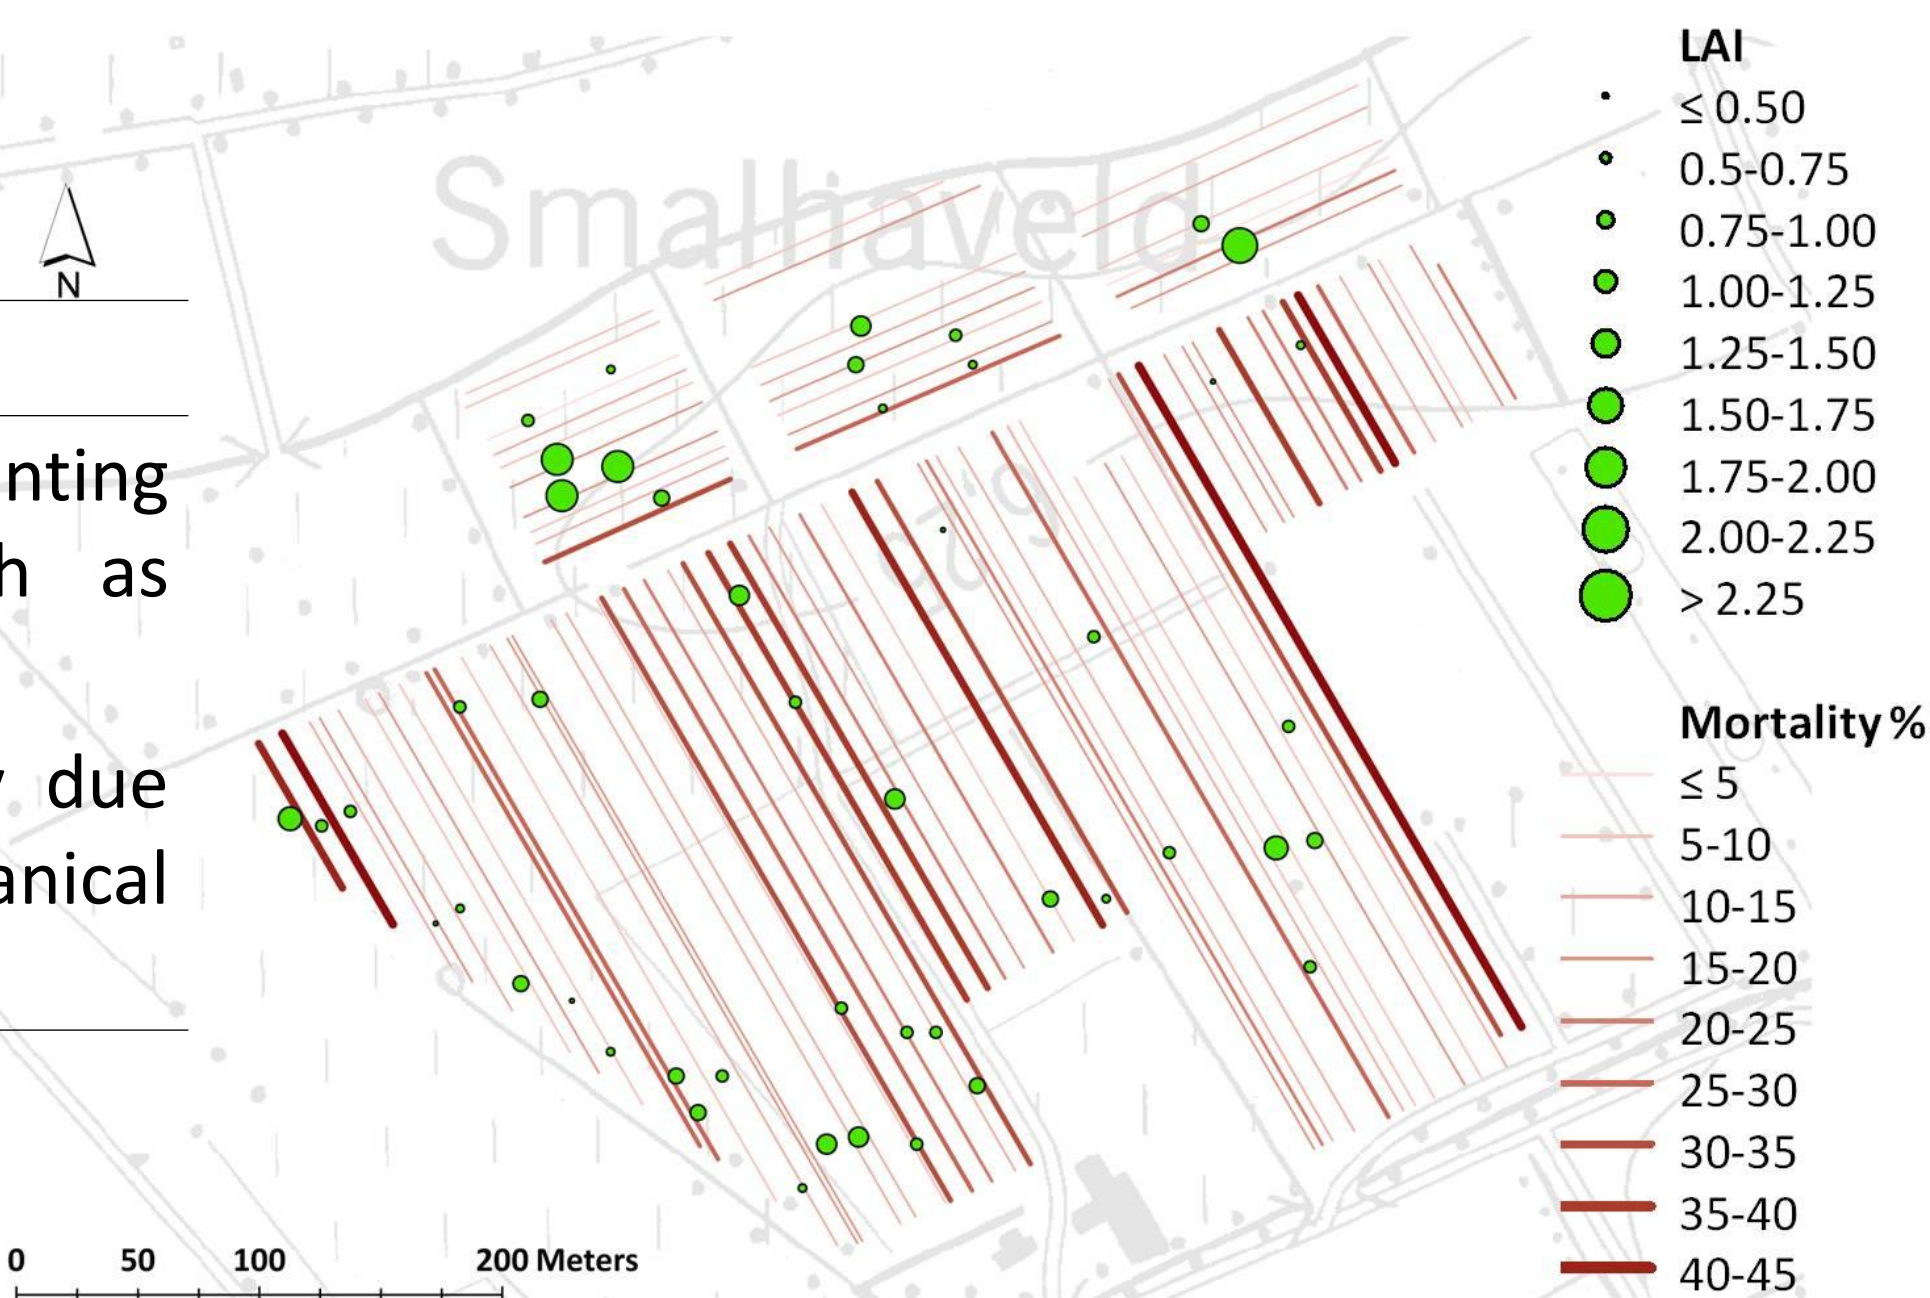 Smalhaveld
N
nting
h as
due
anical
0 50 100 200 Meters
LAI
≤ 0.50
0.5-0.75
0.75-1.00
1.00-1.25
1.25-1.50
1.50-1.75
1.75-2.00
2.00-2.25
> 2.25
Mortality %
≤ 5
5-10
10-15
15-20
20-25
25-30
30-35
35-40
40-45